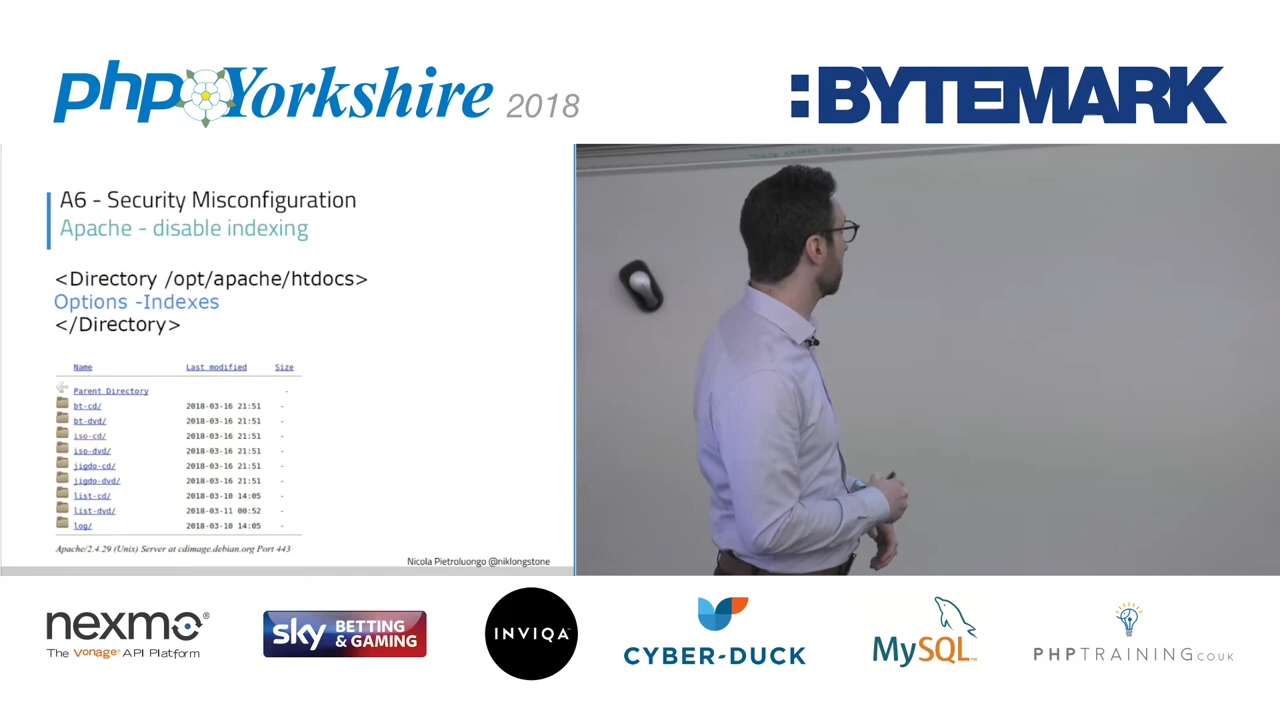 php Yorkshire 2018
:BYTEMARK
A6 - Security Misconfiguration
Apache - disable indexing
<Directory /opt/apache/htdocs>
Options -Indexes
</Directory>
Name Last modified Size
Parent Directory -
bt-cd/ 2018-03-16 21:51 -
bt-dvd/ 2018-03-16 21:51 -
iso-cd/ 2018-03-16 21:51 -
iso-dvd/ 2018-03-16 21:51 -
jigdo-cd/ 2018-03-16 21:51 -
jigdo-dvd/ 2018-03-16 21:51 -
list-cd/ 2018-03-10 14:05 -
list-dvd/ 2018-03-11 00:52 -
log/ 2018-03-10 14:05 -
Apache/2.4.29 (Unix) Server at cdimage.debian.org Port 443
Nicola Pietroluongo @niklongstone
nexmo®
The Vonage® API Platform
sky BETTING & GAMING
INVIQA™
CYBER-DUCK
MySQL™
PHPTRAINING.CO.UK